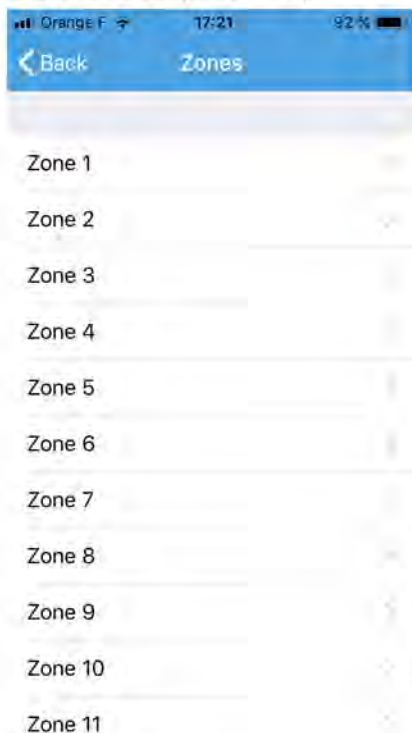 Orange F 17:21 92 %
Back Zones
Zone 1
Zone 2
Zone 3
Zone 4
Zone 5
Zone 6
Zone 7
Zone 8
Zone 9
Zone 10
Zone 11